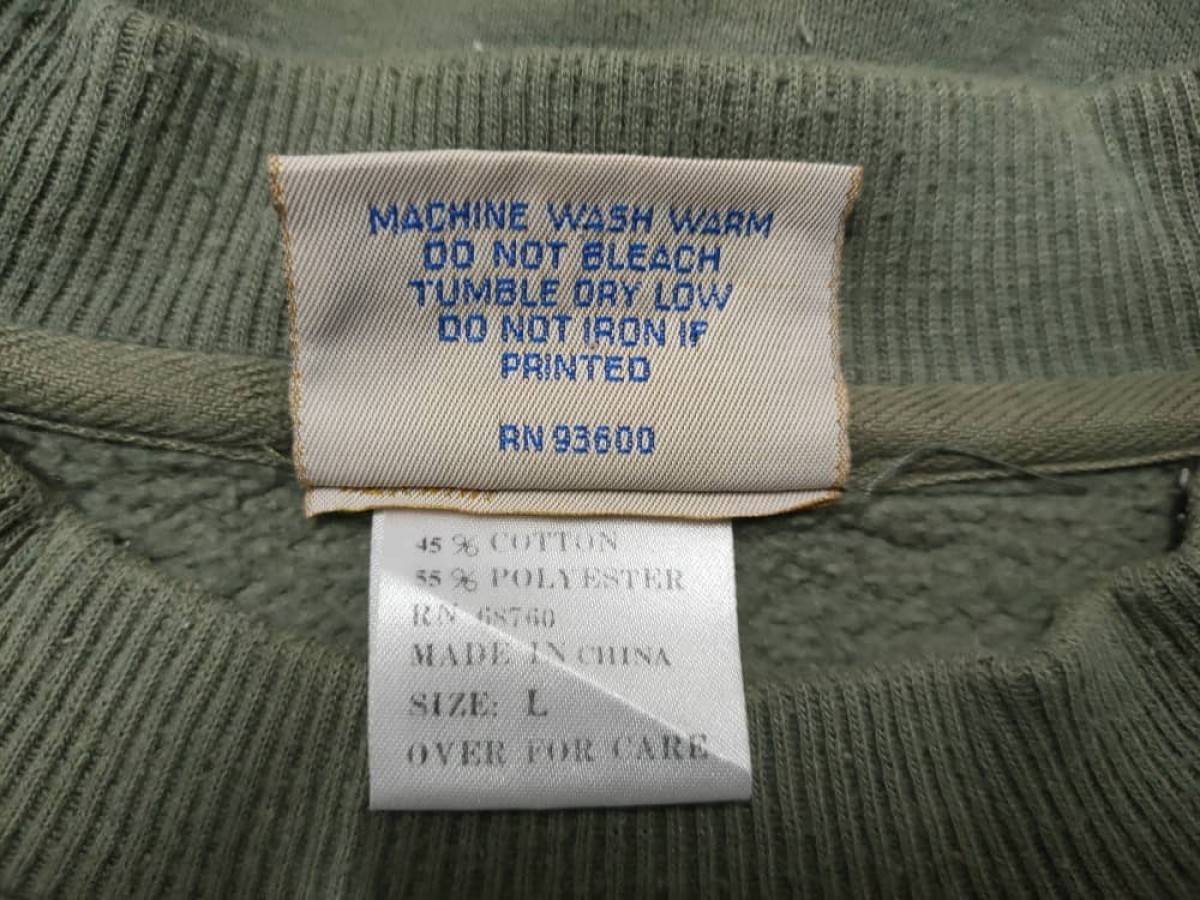 MACHINE WASH WARM
DO NOT BLEACH
TUMBLE DRY LOW
DO NOT IRON IF
PRINTED
RN 93600
45 % COTTON
55 % POLYESTER
RN 68760
MADE IN CHINA
SIZE: L
OVER FOR CARE